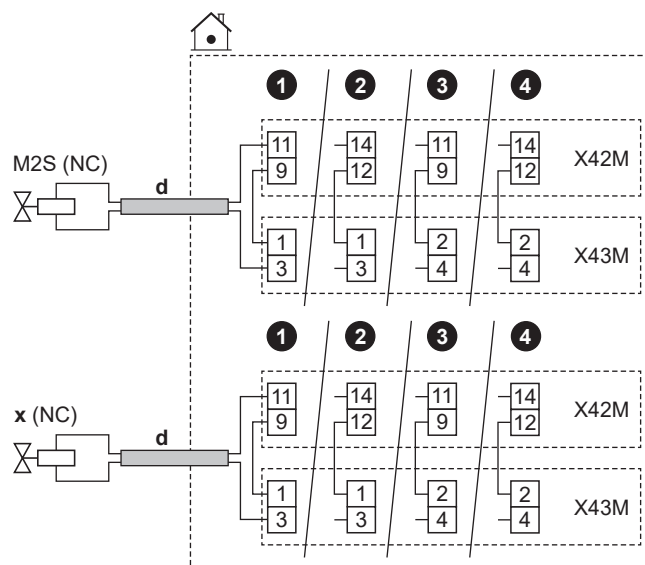 1 2 3 4
11 14 11 14
X42M
9 12 9 12
M2S (NC)
d
1 1 2 2
X43M
3 3 4 4
1 2 3 4
11 14 11 14
X42M
9 12 9 12
x (NC)
d
1 1 2 2
X43M
3 3 4 4